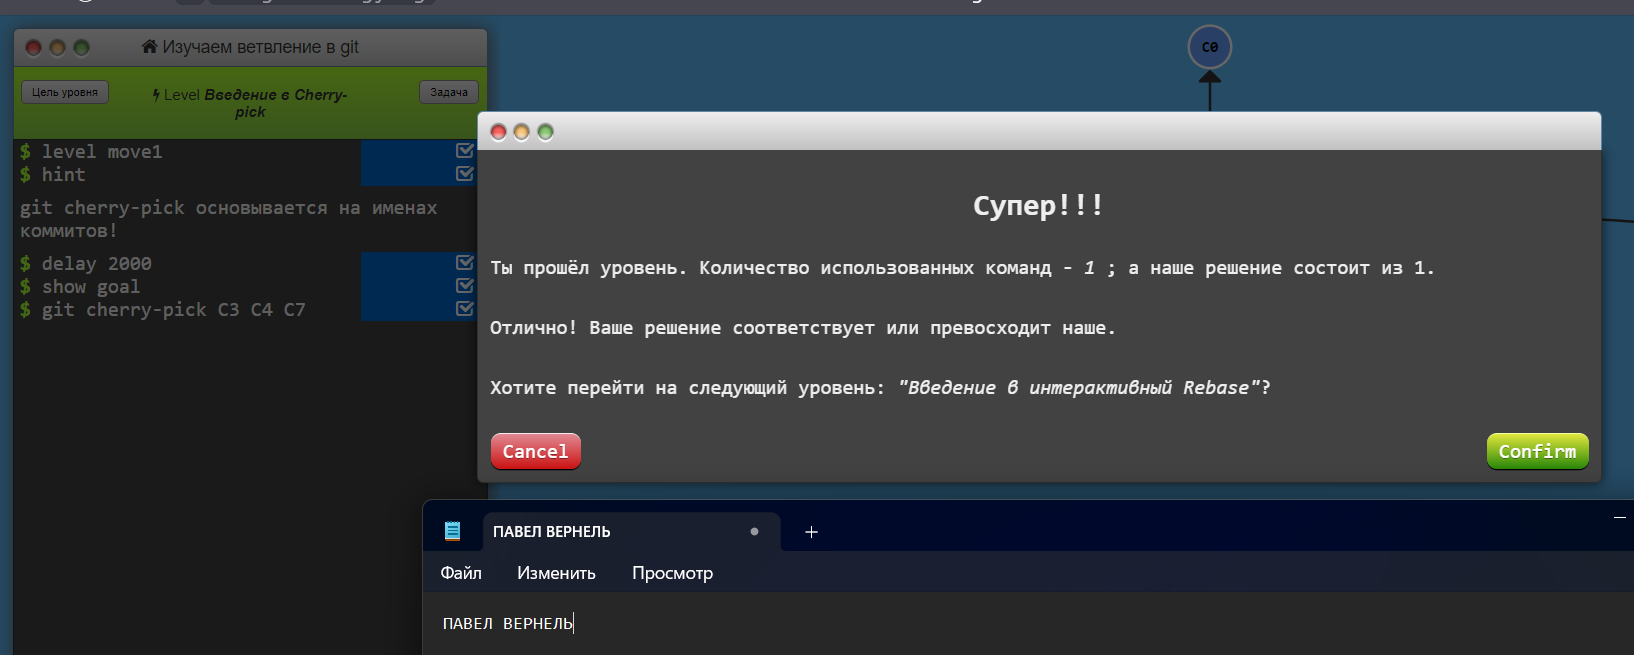 Изучаем ветвление в git
Цель уровня
Level Введение в Cherry-
pick
Задача
$ level move1
$ hint
git cherry-pick основывается на именах
коммитов!
$ delay 2000
$ show goal
$ git cherry-pick C3 C4 C7
C0
Супер!!!
Ты прошёл уровень. Количество использованных команд - 1 ; а наше решение состоит из 1.
Отлично! Ваше решение соответствует или превосходит наше.
Хотите перейти на следующий уровень: "Введение в интерактивный Rebase"?
Cancel
Confirm
ПАВЕЛ ВЕРНЕЛЬ
Файл Изменить Просмотр
ПАВЕЛ ВЕРНЕЛЬ